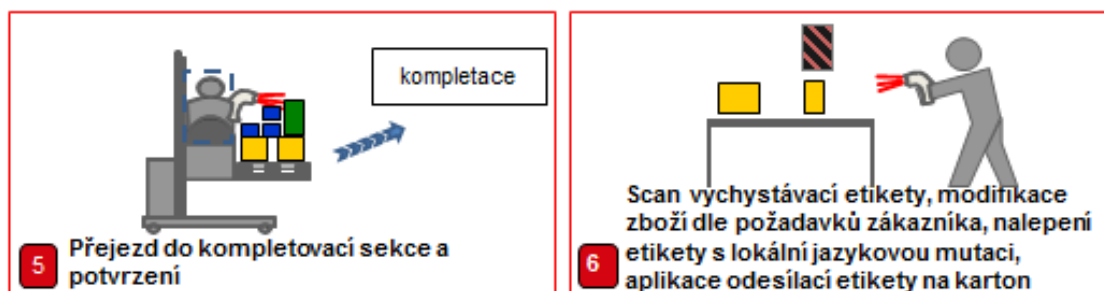 kompletace
5
Přejezd do kompletovací sekce a
potvrzení
Scan vychystávací etikety, modifikace
zboží dle požadavků zákazníka, nalepení
etikety s lokální jazykovou mutaci,
6
aplikace odesílací etikety na karton